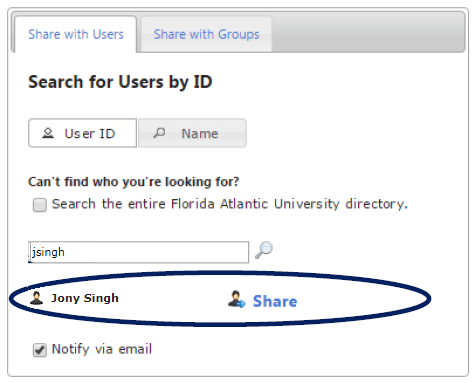 Share with Users Share with Groups
Search for Users by ID
User ID Name
Can't find who you're looking for?
Search the entire Florida Atlantic University directory.
jsingh
Jony Singh Share
Notify via email